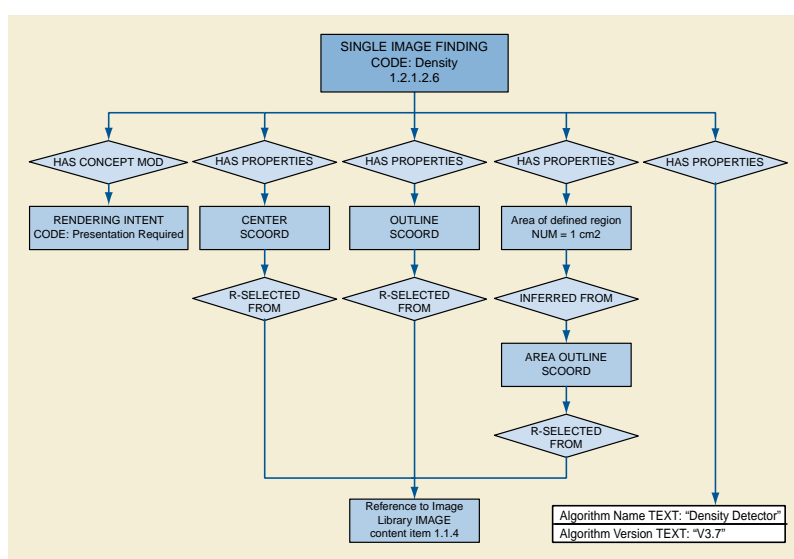 SINGLE IMAGE FINDING
CODE: Density
1.2.1.2.6
HAS CONCEPT MOD
HAS PROPERTIES
HAS PROPERTIES
HAS PROPERTIES
HAS PROPERTIES
RENDERING INTENT
CODE: Presentation Required
CENTER
SCOORD
OUTLINE
SCOORD
Area of defined region
NUM = 1 cm2
R-SELECTED
FROM
R-SELECTED
FROM
INFERRED FROM
AREA OUTLINE
SCOORD
R-SELECTED
FROM
Reference to Image
Library IMAGE
content item 1.1.4
Algorithm Name TEXT: “Density Detector”
Algorithm Version TEXT: “V3.7”